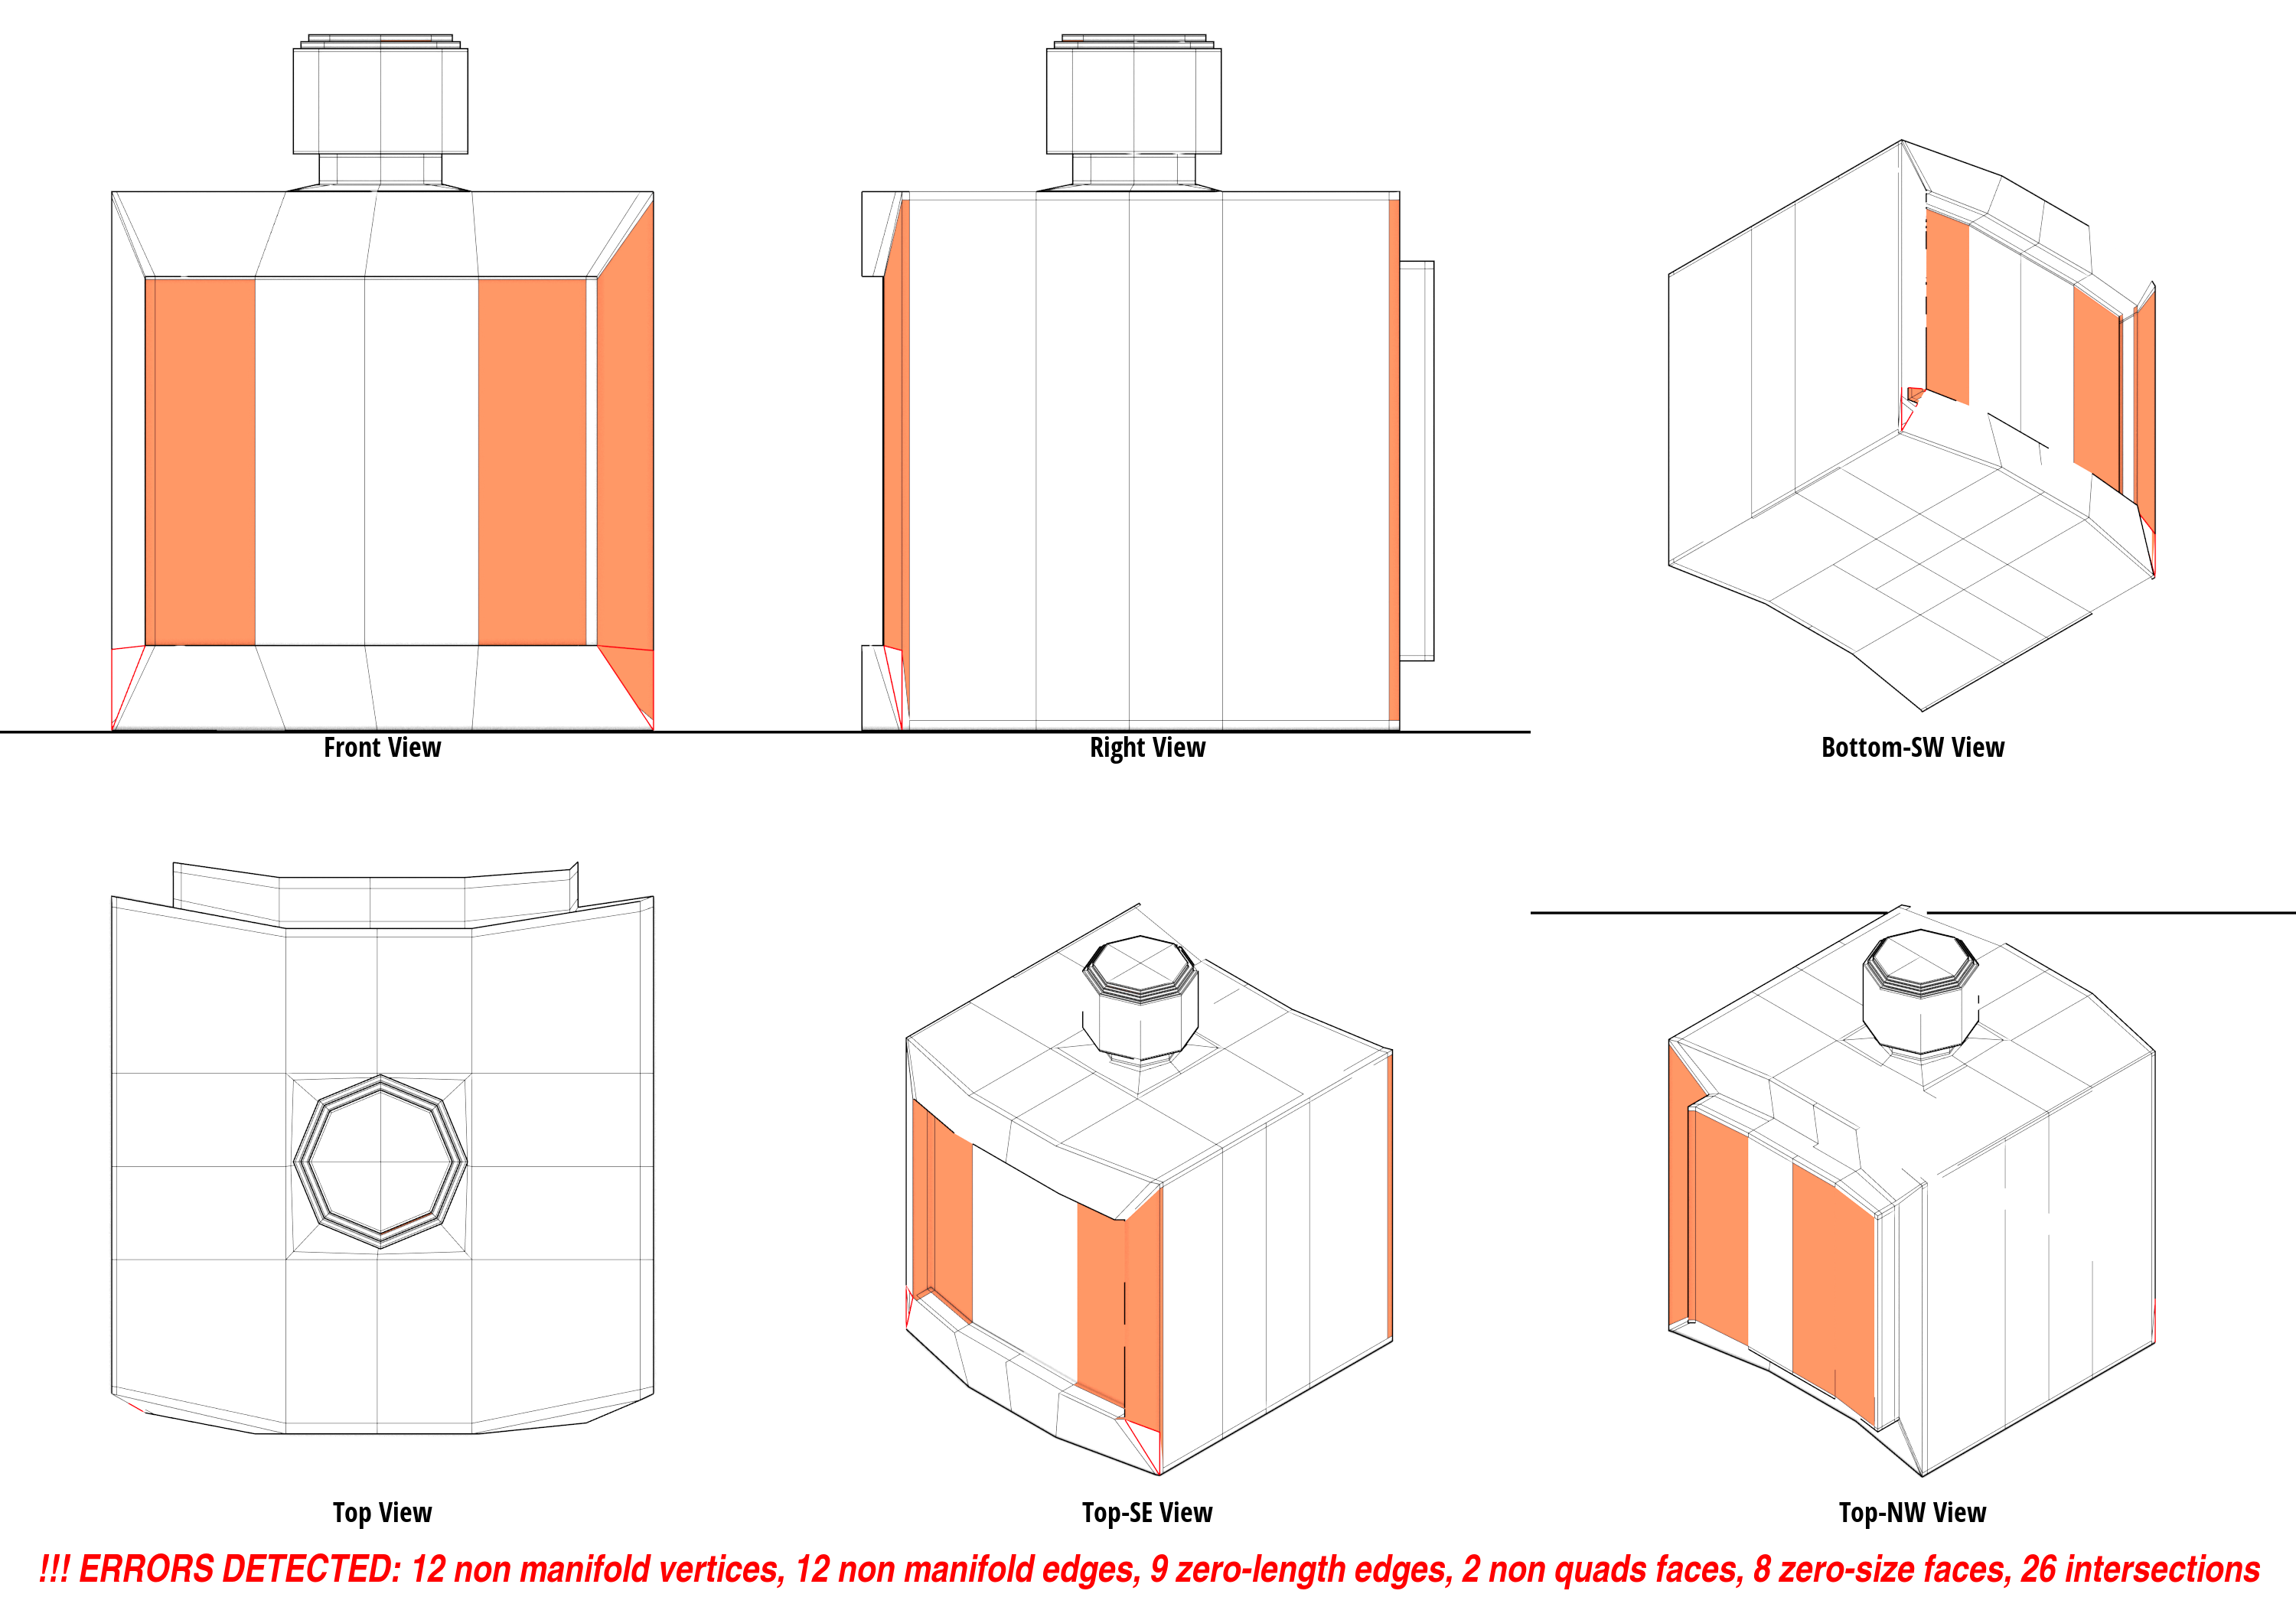 Front View
Right View
Bottom-SW View
Top View
Top-SE View
Top-NW View
!!! ERRORS DETECTED: 12 non manifold vertices, 12 non manifold edges, 9 zero-length edges, 2 non quads faces, 8 zero-size faces, 26 intersections